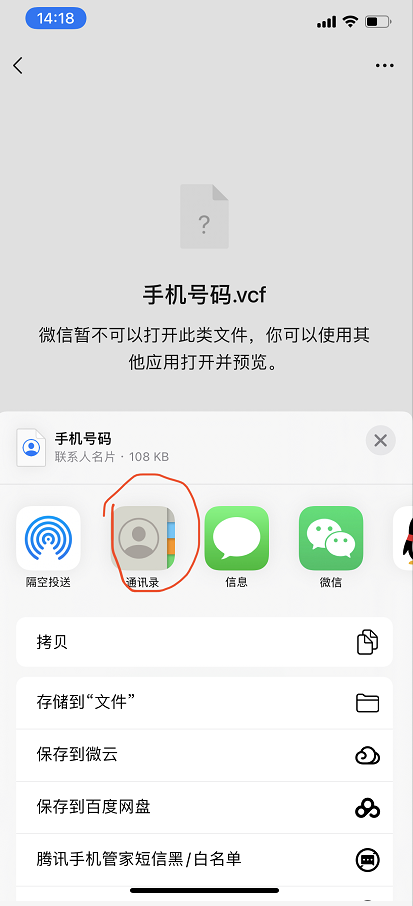 14:18
?
手机号码.vcf
微信暂不可以打开此类文件，你可以使用其
他应用打开并预览。
手机号码
联系人名片 · 108 KB
隔空投送
通讯录
信息
微信
拷贝
存储到“文件”
保存到微云
保存到百度网盘
腾讯手机管家短信黑/白名单